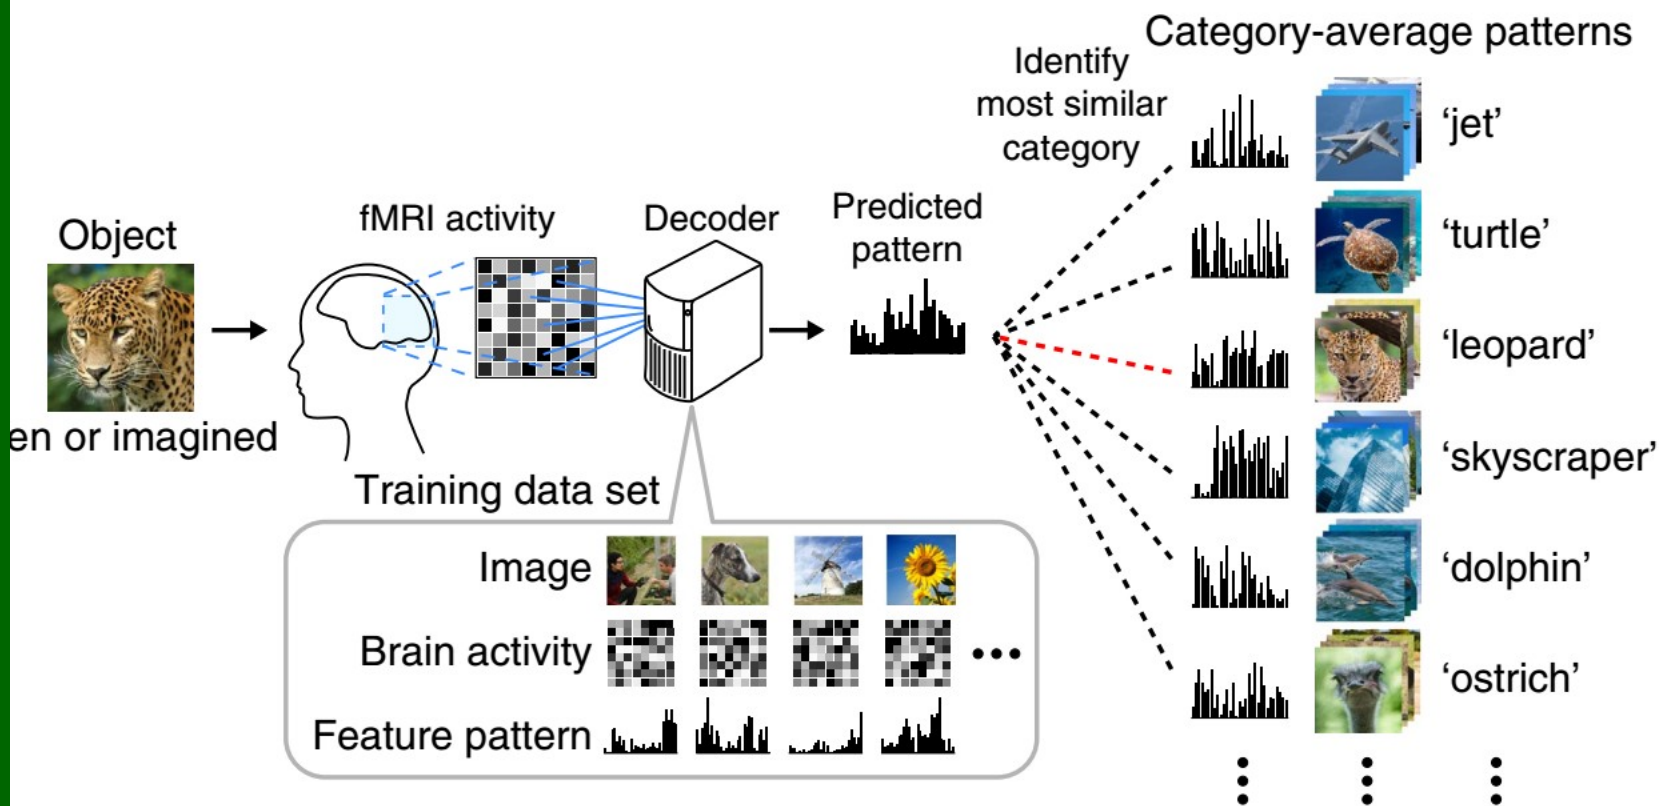 Category-average patterns
Identify
most similar
category
‘jet’
Object
fMRI activity
Decoder
Predicted
pattern
‘turtle’
‘leopard’
en or imagined
‘skyscraper’
Training data set
Image
‘dolphin’
Brain activity
‘ostrich’
Feature pattern